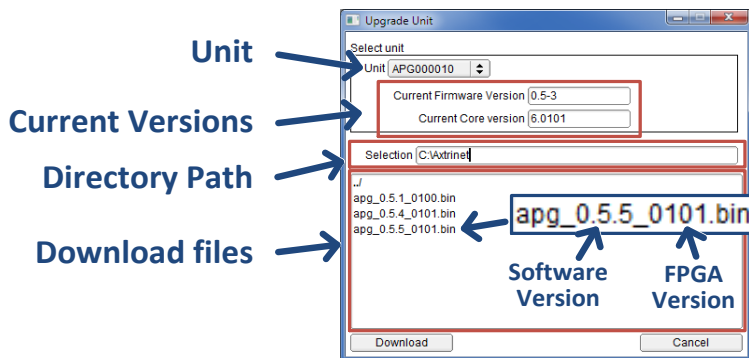 Upgrade Unit
Select unit
Unit
Unit APG000010
Current Versions
Current Firmware Version 0.5-3
Current Core version 6.0101
Directory Path
Selection C:\Axtrinet
Download files
../
apg_0.5.1_0100.bin
apg_0.5.4_0101.bin
apg_0.5.5_0101.bin
apg_0.5.5_0101.bin
Software Version
FPGA Version
Download
Cancel